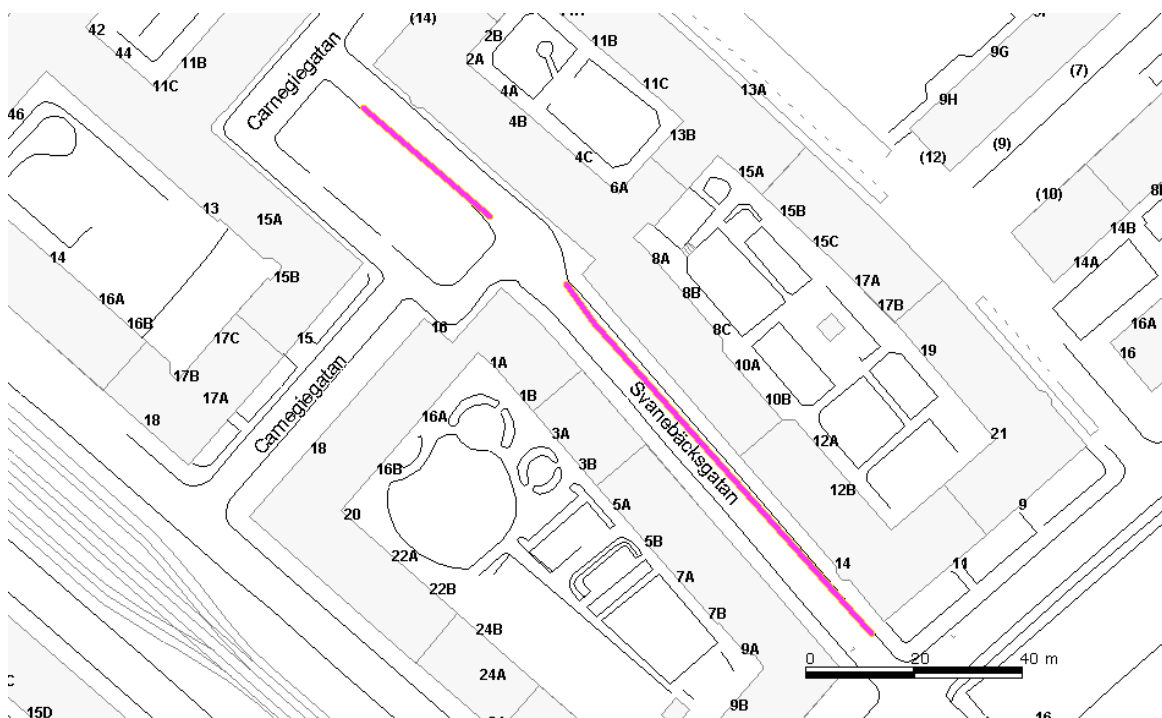 (14)
42
2B
11B
9G
44
11B
2A
(7)
11C
4A
11C
13A
9H
46
Carnegiegatan
4B
13B
(9)
4C
(12)
6A
15A
(10)
13
15A
15B
14B
14
8A
15C
14A
15B
17A
16A
8B
17B
16B
8C
16A
17C
15
16
19
16
17B
1A
10A
17A
Carnegiegatan
1B
Svanebäcksgatan
10B
18
16A
3A
12A
21
18
16B
3B
12B
20
5A
9
22A
5B
14
11
22B
7A
7B
24B
9A
0 20 40 m
24A
15D
9B
16